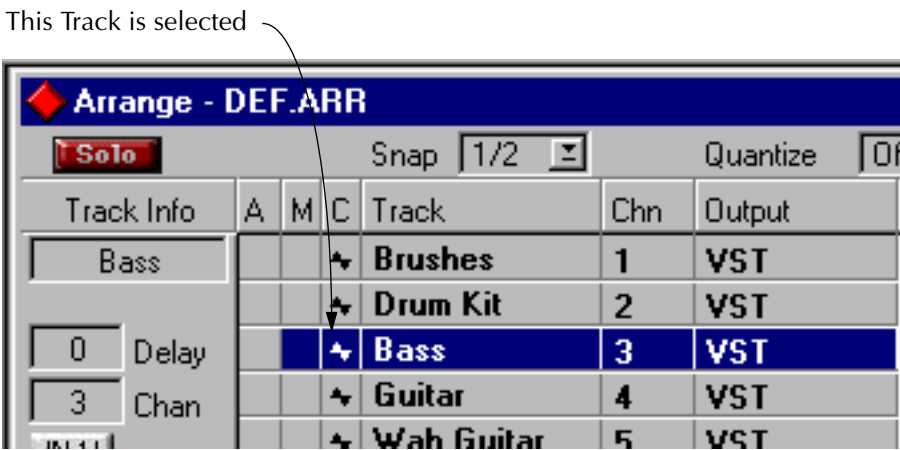 This Track is selected
Arrange - DEF.ARR
Solo Snap 1/2 Quantize
Track Info A M C Track Chn Output
Bass Brushes 1 VST
Drum Kit 2 VST
0 Delay Bass 3 VST
3 Chan Guitar 4 VST
Wah Guitar 5 VST